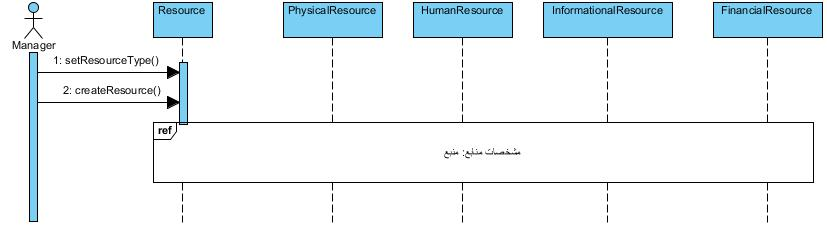 Resource
PhysicalResource
HumanResource
InformationalResource
FinancialResource
Manager
1: setResourceType()
2: createResource()
ref
مشخصات منابع: منبع